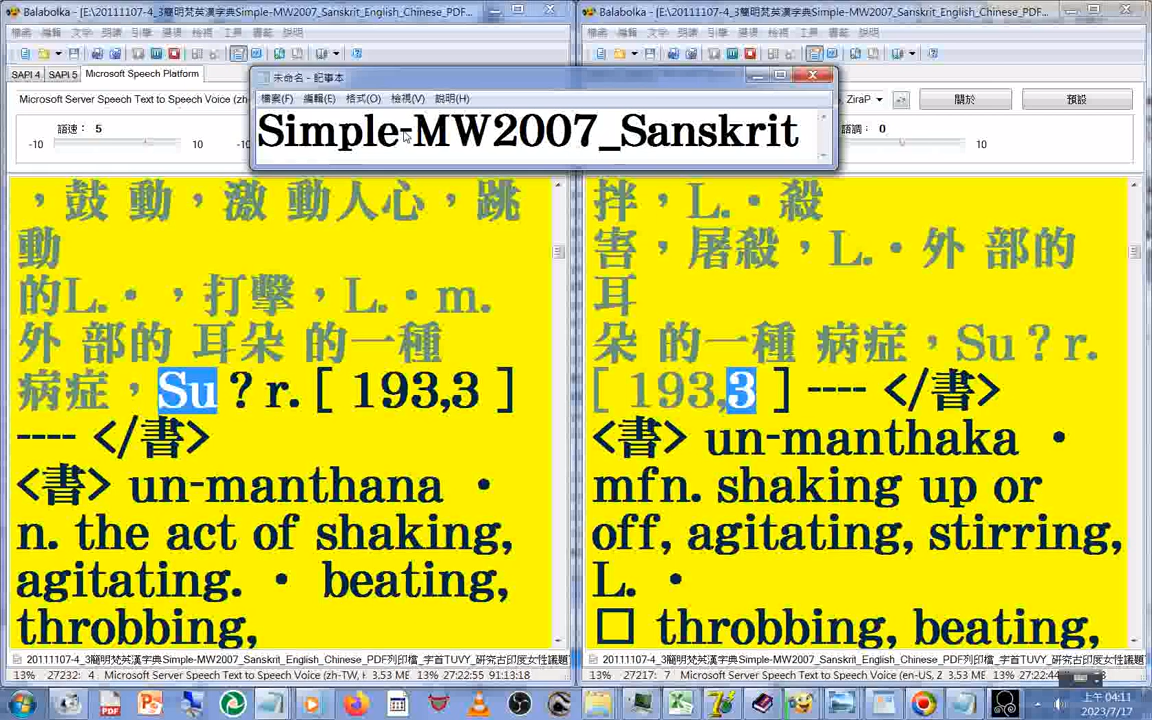 Balabolka - [E:\20111107-4_3簡明梵英漢字典Simple-MW2007_Sanskrit_English_Chinese_PDF...
Balabolka - [E:\20111107-4_3簡明梵英漢字典Simple-MW2007_Sanskrit_English_Chinese_PDF...
SAPI 4 SAPI 5 Microsoft Speech Platform
Microsoft Server Speech Text to Speech Voice (zh-
ZiraP
關於
預設
語速： 5
-10 10 -10
語調： 0
10
未命名 - 記事本
檔案(F) 編輯(E) 格式(O) 檢視(V) 說明(H)
Simple-MW2007_Sanskrit
，鼓 動，激 動人心，跳
動
的L.•，打擊，L.• m.
外 部的 耳朵 的一種
病症，Su？r. [ 193,3 ]
---- </書>
<書> un-manthana •
n. the act of shaking,
agitating. • beating,
throbbing,
拌，L.•殺
害，屠殺，L.•外 部的
耳
朵 的一種 病症，Su？r.
[ 193,3 ] ---- </書>
<書> un-manthaka •
mfn. shaking up or
off, agitating, stirring,
L. •
□ throbbing, beating,
20111107-4_3簡明梵英漢字典Simple-MW2007_Sanskrit_English_Chinese_PDF列印檔_字首TUVY_研究古印度女性議題
20111107-4_3簡明梵英漢字典Simple-MW2007_Sanskrit_English_Chinese_PDF列印檔_字首TUVY_研究古印度女性議題
13% 27232: 4 Microsoft Server Speech Text to Speech Voice (zh-TW, 3.53 ME 27:22:55 91:13:18
13% 27217: 7 Microsoft Server Speech Text to Speech Voice (en-US, 3.53 ME 13% 27:22:44
上午 04:11
2023/7/17